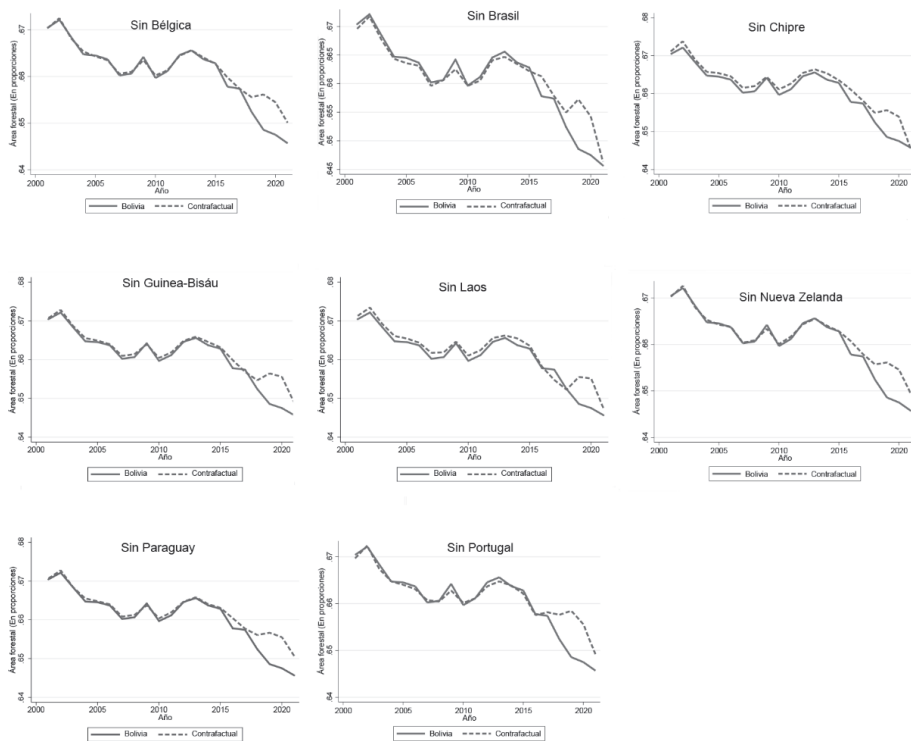 Sin Bélgica
Área forestal (En proporciones)
.67
.66
.65
.64
2000
2005
2010
2015
2020
Año
Bolivia
Contrafactual
Sin Brasil
Área forestal (En proporciones)
.67
.665
.66
.655
.65
.645
2000
2005
2010
2015
2020
Año
Bolivia
Contrafactual
Sin Chipre
Área forestal (En proporciones)
.68
.67
.66
.65
.64
2000
2005
2010
2015
2020
Año
Bolivia
Contrafactual
Sin Guinea-Bisáu
Área forestal (En proporciones)
.68
.67
.66
.65
.64
2000
2005
2010
2015
2020
Año
Bolivia
Contrafactual
Sin Laos
Área forestal (En proporciones)
.68
.67
.66
.65
.64
2000
2005
2010
2015
2020
Año
Bolivia
Contrafactual
Sin Nueva Zelanda
Área forestal (En proporciones)
.67
.66
.65
.64
2000
2005
2010
2015
2020
Año
Bolivia
Contrafactual
Sin Paraguay
Área forestal (En proporciones)
.68
.67
.66
.65
.64
2000
2005
2010
2015
2020
Año
Bolivia
Contrafactual
Sin Portugal
Área forestal (En proporciones)
.67
.66
.65
.64
2000
2005
2010
2015
2020
Año
Bolivia
Contrafactual